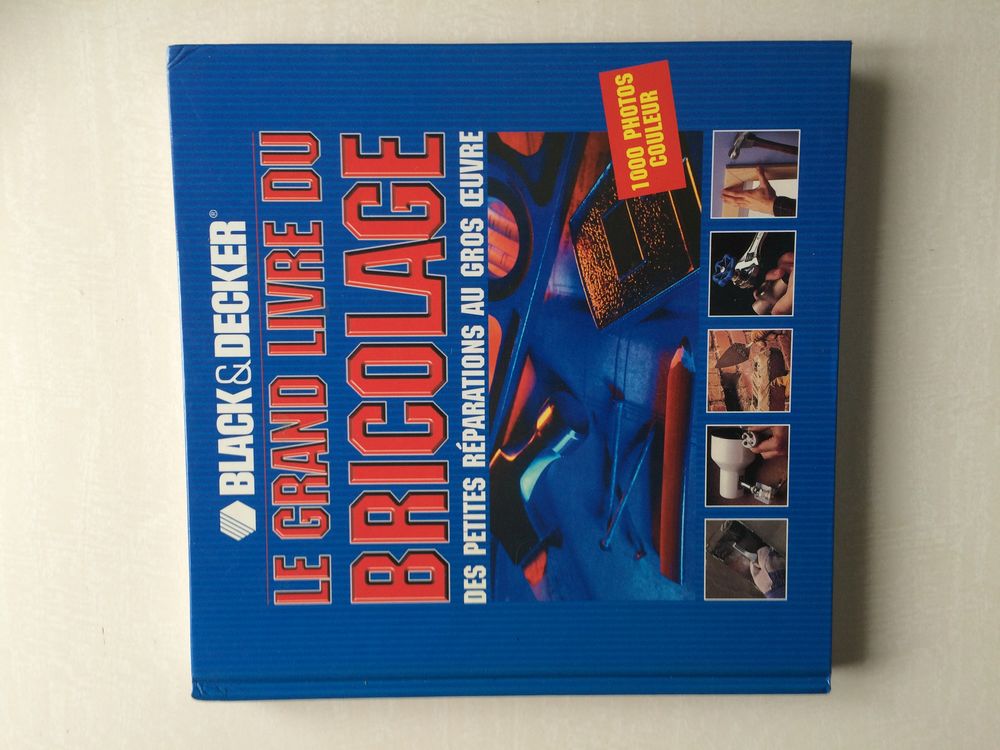 BLACK&DECKER®
LE GRAND LIVRE DU
BRICOLAGE
DES PETITES RÉPARATIONS AU GROS ŒUVRE
1000 PHOTOS
COULEUR